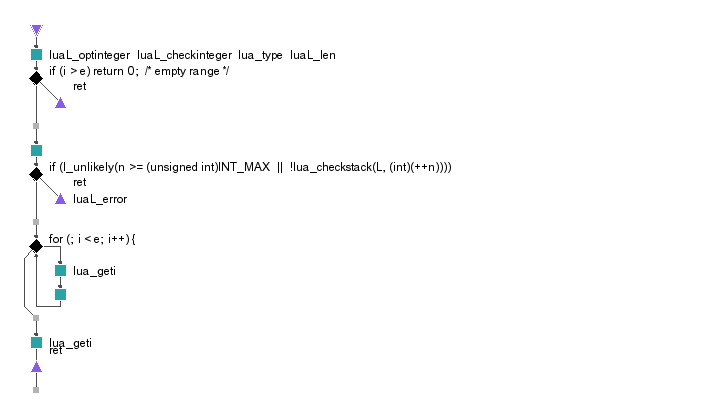 luaL_optinteger luaL_checkinteger lua_type luaL_len
if (i > e) return 0; /* empty range */
ret
if (l_unlikely(n >= (unsigned int)INT_MAX || !lua_checkstack(L, (int)(++n))))
ret
luaL_error
for (; i < e; i++) {
lua_geti
lua_geti
ret